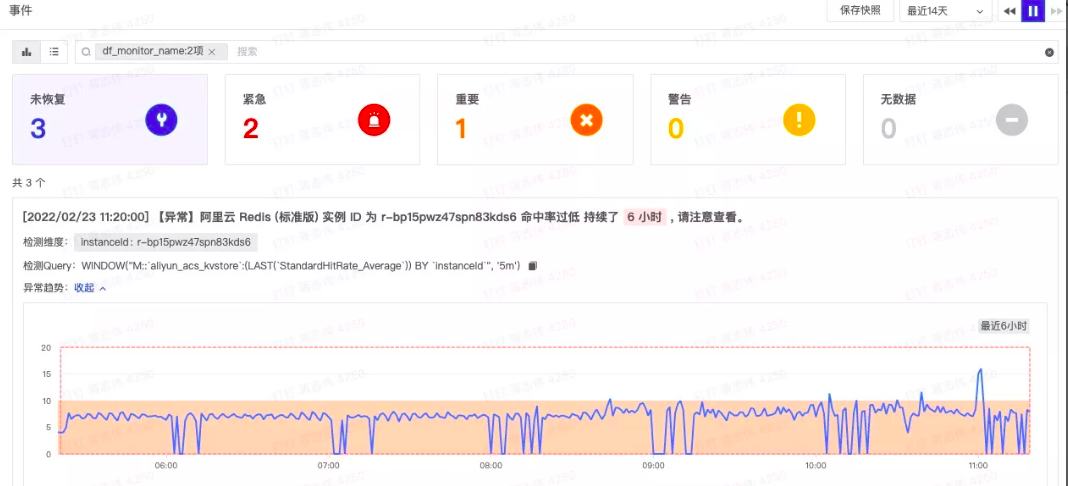 事件
保存快照
最近14天
df_monitor_name:2项
搜索
未恢复
3
紧急
2
重要
1
警告
0
无数据
0
共 3 个
[2022/02/23 11:20:00] 【异常】阿里云 Redis (标准版) 实例 ID 为 r-bp15pwz47spn83kds6 命中率过低 持续了 6 小时 , 请注意查看。
检测维度: instanceId: r-bp15pwz47spn83kds6
检测Query: WINDOW("M::`aliyun_acs_kvstore`:(LAST(`StandardHitRate_Average`)) BY `instanceId`", '5m')
异常趋势: 收起
最近6小时
20
15
10
5
0
06:00
07:00
08:00
09:00
10:00
11:00